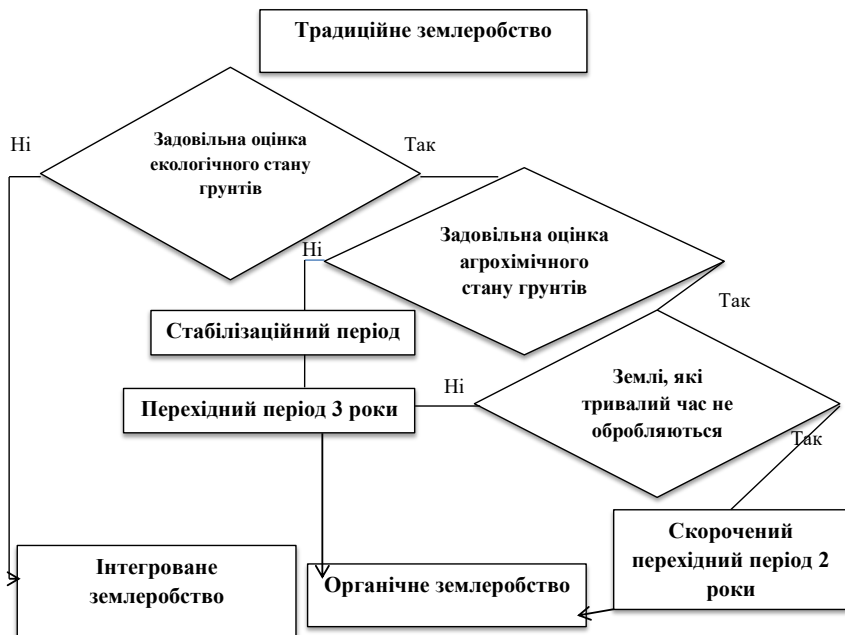 Традиційне землеробство
Ні
Задовільна оцінка
екологічного стану
грунтів
Так
Ні
Задовільна оцінка
агрохімічного
стану грунтів
Так
Стабілізаційний період
Перехідний період 3 роки
Ні
Землі, які
тривалий час не
обробляються
Так
Скорочений
перехідний період 2
роки
Інтегроване
землеробство
Органічне землеробство